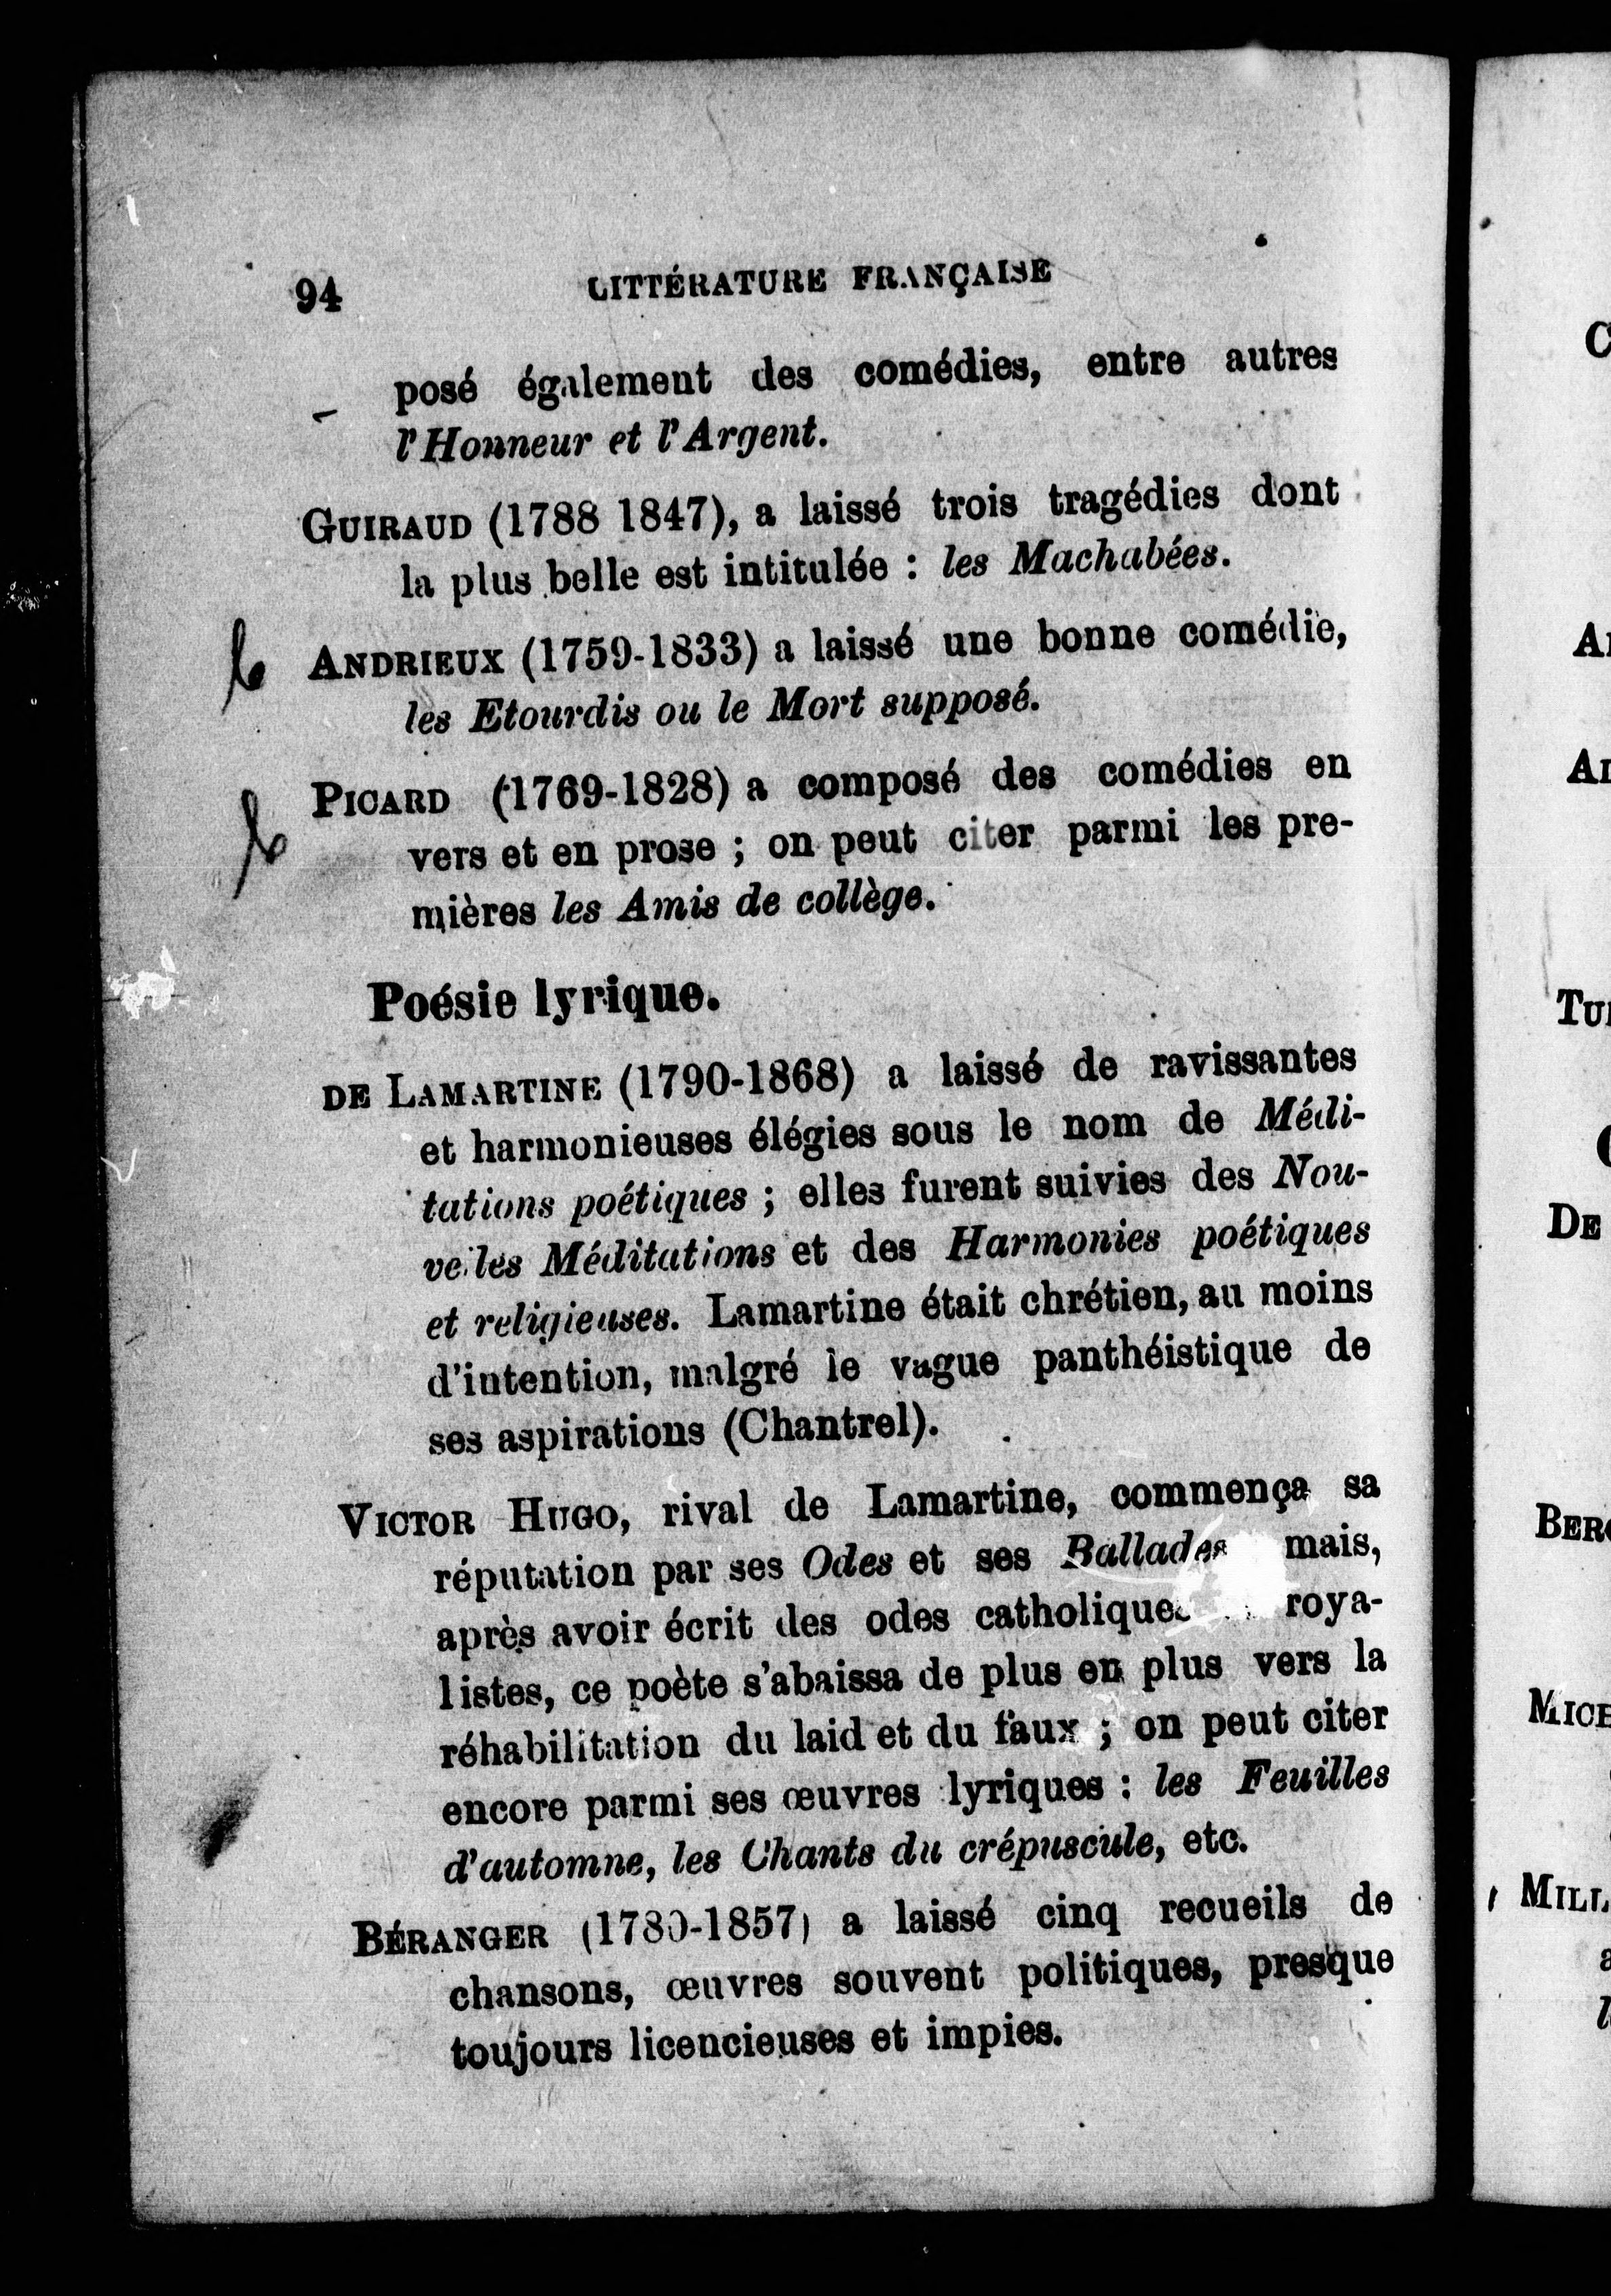 94 LITTÉRATURE FRANÇAISE
posé également des comédies, entre autres
l'Honneur et l'Argent.
GUIRAUD (1788 1847), a laissé trois tragédies dont
la plus belle est intitulée : les Machabées.
ANDRIEUX (1759-1833) a laissé une bonne comédie,
les Etourdis ou le Mort supposé.
PICARD (1769-1828) a composé des comédies en
vers et en prose ; on peut citer parmi les pre-
mières les Amis de collège.
Poésie lyrique.
DE LAMARTINE (1790-1868) a laissé de ravissantes
et harmonieuses élégies sous le nom de Médi-
tations poétiques ; elles furent suivies des Nou-
velles Méditations et des Harmonies poétiques
et religieuses. Lamartine était chrétien, au moins
d'intention, malgré le vague panthéistique de
ses aspirations (Chantrel).
VICTOR HUGO, rival de Lamartine, commença sa
réputation par ses Odes et ses Ballades mais,
après avoir écrit des odes catholiques roya-
listes, ce poète s'abaissa de plus en plus vers la
réhabilitation du laid et du faux ; on peut citer
encore parmi ses œuvres lyriques : les Feuilles
d'automne, les Chants du crépuscule, etc.
BÉRANGER (1780-1857) a laissé cinq recueils de
chansons, œuvres souvent politiques, presque
toujours licencieuses et impies.